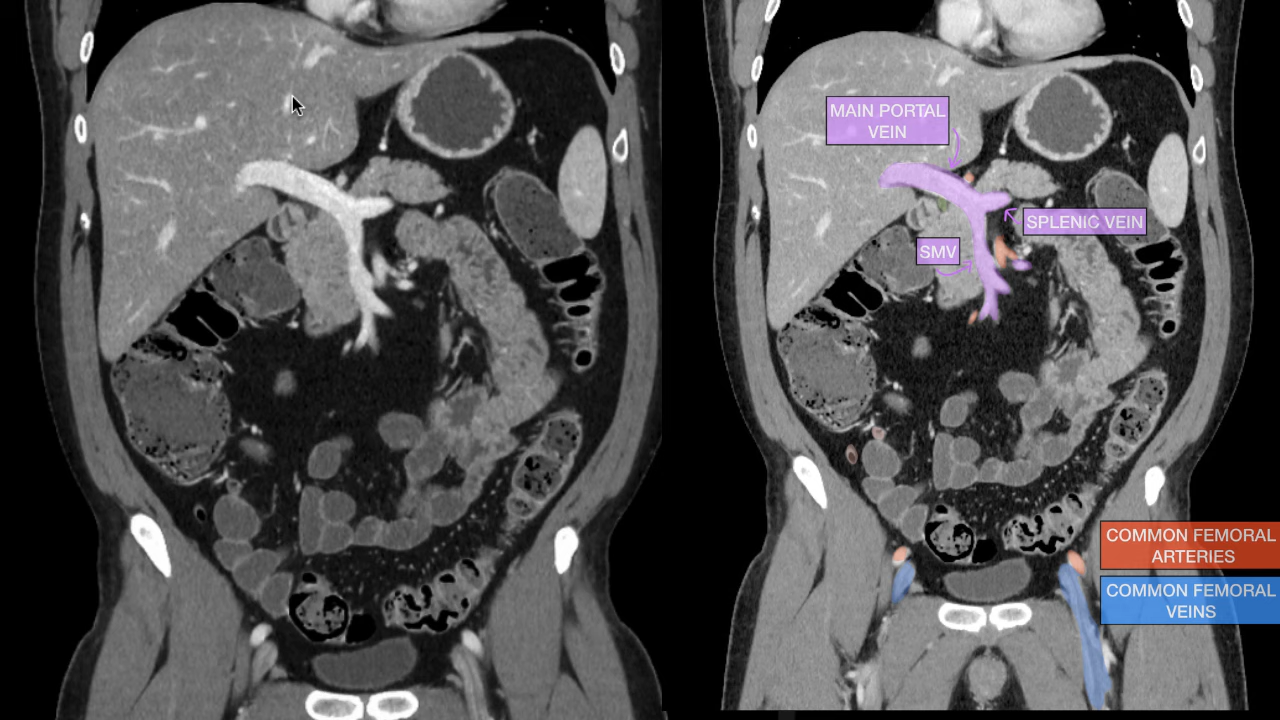 MAIN PORTAL
VEIN
SPLENIC VEIN
SMV
COMMON FEMORAL
ARTERIES
COMMON FEMORAL
VEINS